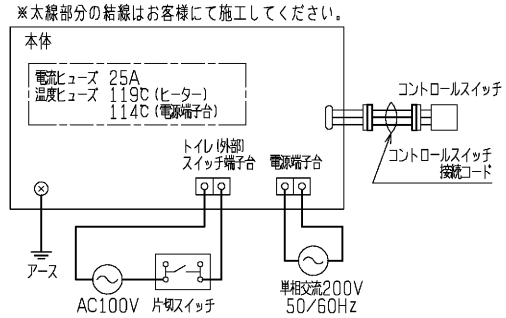 ※太線部分の結線はお客様にて施工してください。
本体
電流ヒューズ 25A
温度ヒューズ 119℃(ヒーター)
114℃(電源端子台)
コントロールスイッチ
トイレ(外部)
スイッチ端子台
電源端子台
コントロールスイッチ
接続コード
アース
AC100V
片切スイッチ
単相交流200V
50/60Hz